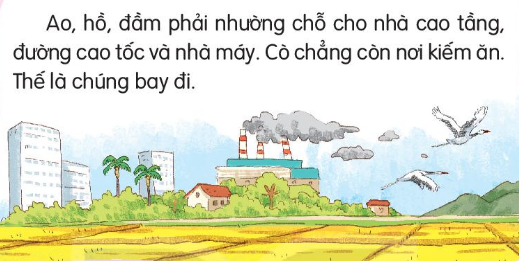 Ao, hồ, đầm phải nhường chỗ cho nhà cao tầng,
đường cao tốc và nhà máy. Cò chẳng còn nơi kiếm ăn.
Thế là chúng bay đi.